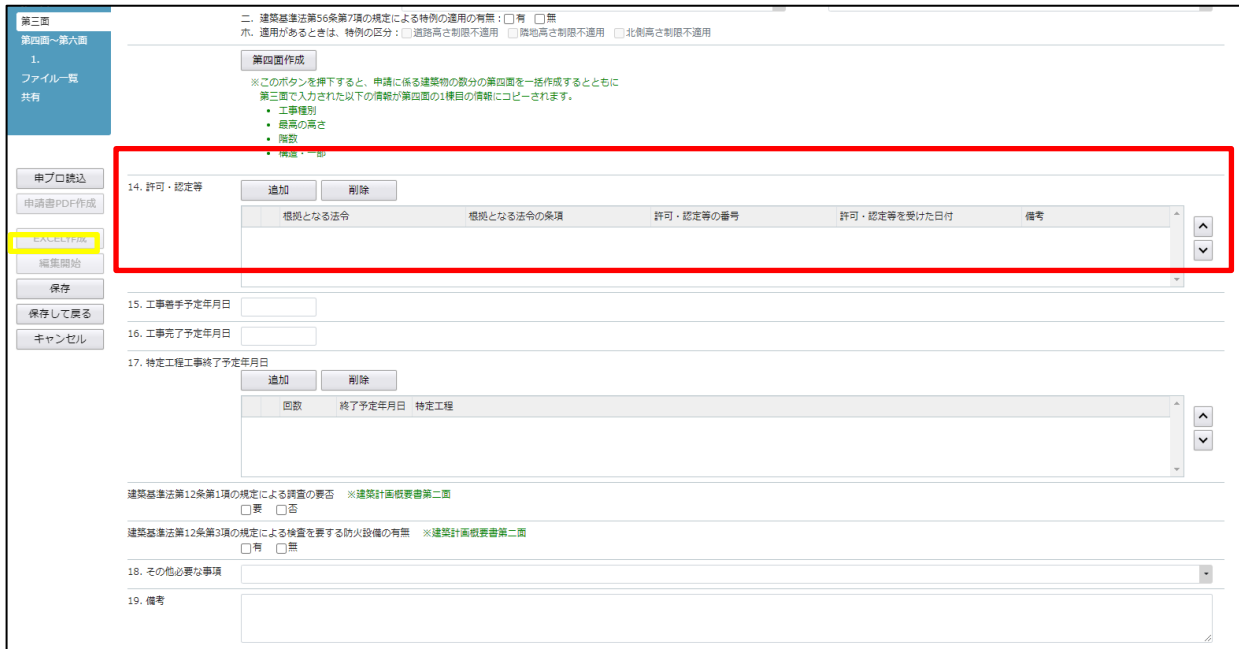 第三面
第四面～第六面
1.
ファイル一覧
共有
申プロ読込
申請書PDF作成
EXCEL作成
編集開始
保存
保存して戻る
キャンセル
ニ．建築基準法第56条第7項の規定による特例の適用の有無：□有 □無
ホ．適用があるときは、特例の区分：□道路高さ制限不適用 □隣地高さ制限不適用 □北側高さ制限不適用
第四面作成
※このボタンを押下すると、申請に係る建築物の数分の第四面を一括作成するとともに
第三面で入力された以下の情報が第四面の1棟目の情報にコピーされます。
• 工事種別
• 最高の高さ
• 階数
• 構造・一部
14. 許可・認定等
追加 削除
根拠となる法令 根拠となる法令の条項 許可・認定等の番号 許可・認定等を受けた日付 備考
15. 工事着手予定年月日
16. 工事完了予定年月日
17. 特定工程工事終了予定年月日
追加 削除
回数 終了予定年月日 特定工程
建築基準法第12条第1項の規定による調査の要否 ※建築計画概要書第二面
□要 □否
建築基準法第12条第3項の規定による検査を要する防火設備の有無 ※建築計画概要書第二面
□有 □無
18. その他必要な事項
19. 備考